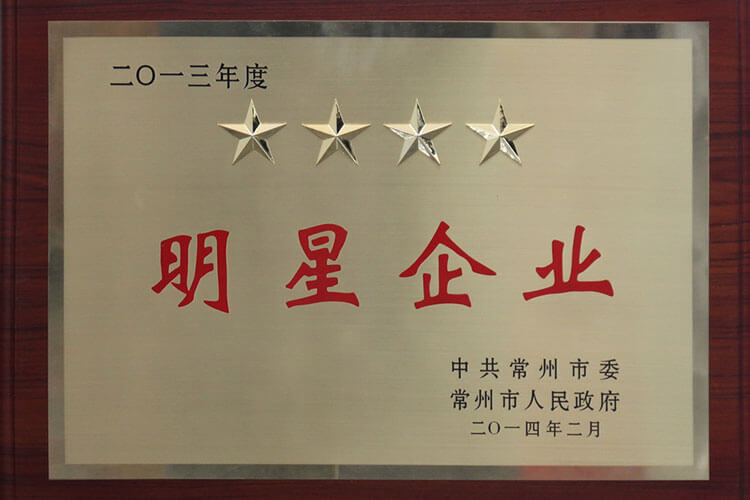 二〇一三年度
明星企业
中共常州市委
常州市人民政府
二〇一四年二月